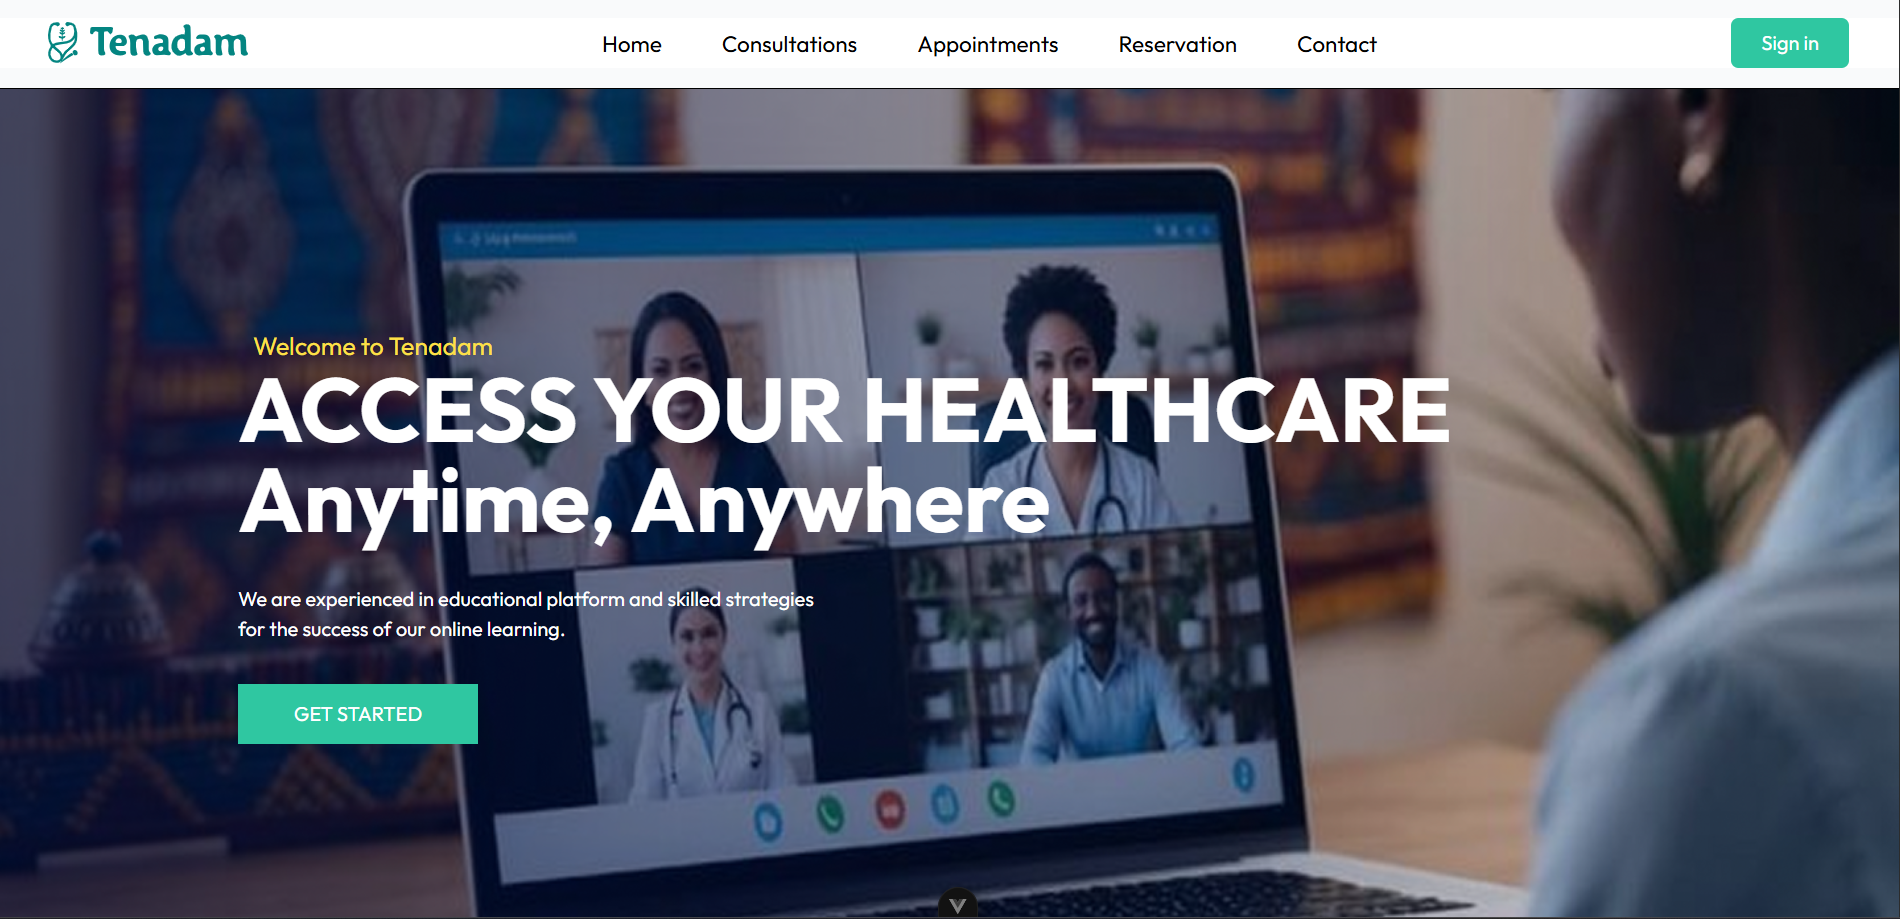 Tenadam
Home
Consultations
Appointments
Reservation
Contact
Sign in
Welcome to Tenadam
ACCESS YOUR HEALTHCARE
Anytime, Anywhere
We are experienced in educational platform and skilled strategies
for the success of our online learning.
GET STARTED